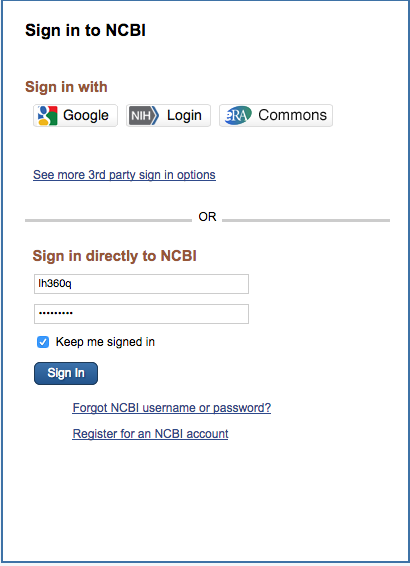 Sign in to NCBI
Sign in with
Google
NIH Login
eRA Commons
See more 3rd party sign in options
OR
Sign in directly to NCBI
lh360q
•••••••••
Keep me signed in
Sign In
Forgot NCBI username or password?
Register for an NCBI account